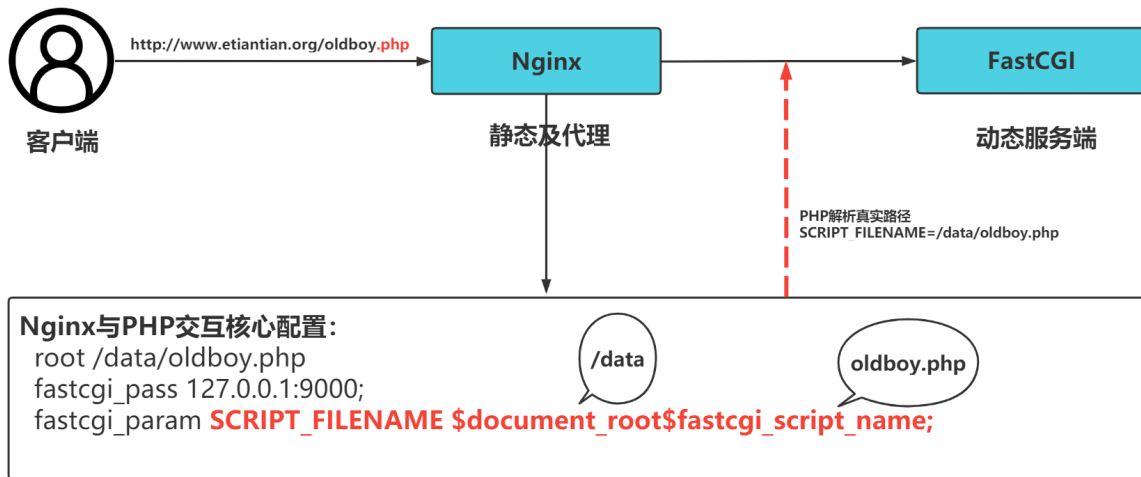 http://www.etiantian.org/oldboy.php
Nginx
FastCGI
客户端
静态及代理
动态服务端
PHP解析真实路径
SCRIPT_FILENAME=/data/oldboy.php
Nginx与PHP交互核心配置：
root /data/oldboy.php
fastcgi_pass 127.0.0.1:9000;
fastcgi_param SCRIPT_FILENAME $document_root$fastcgi_script_name;
/data
oldboy.php